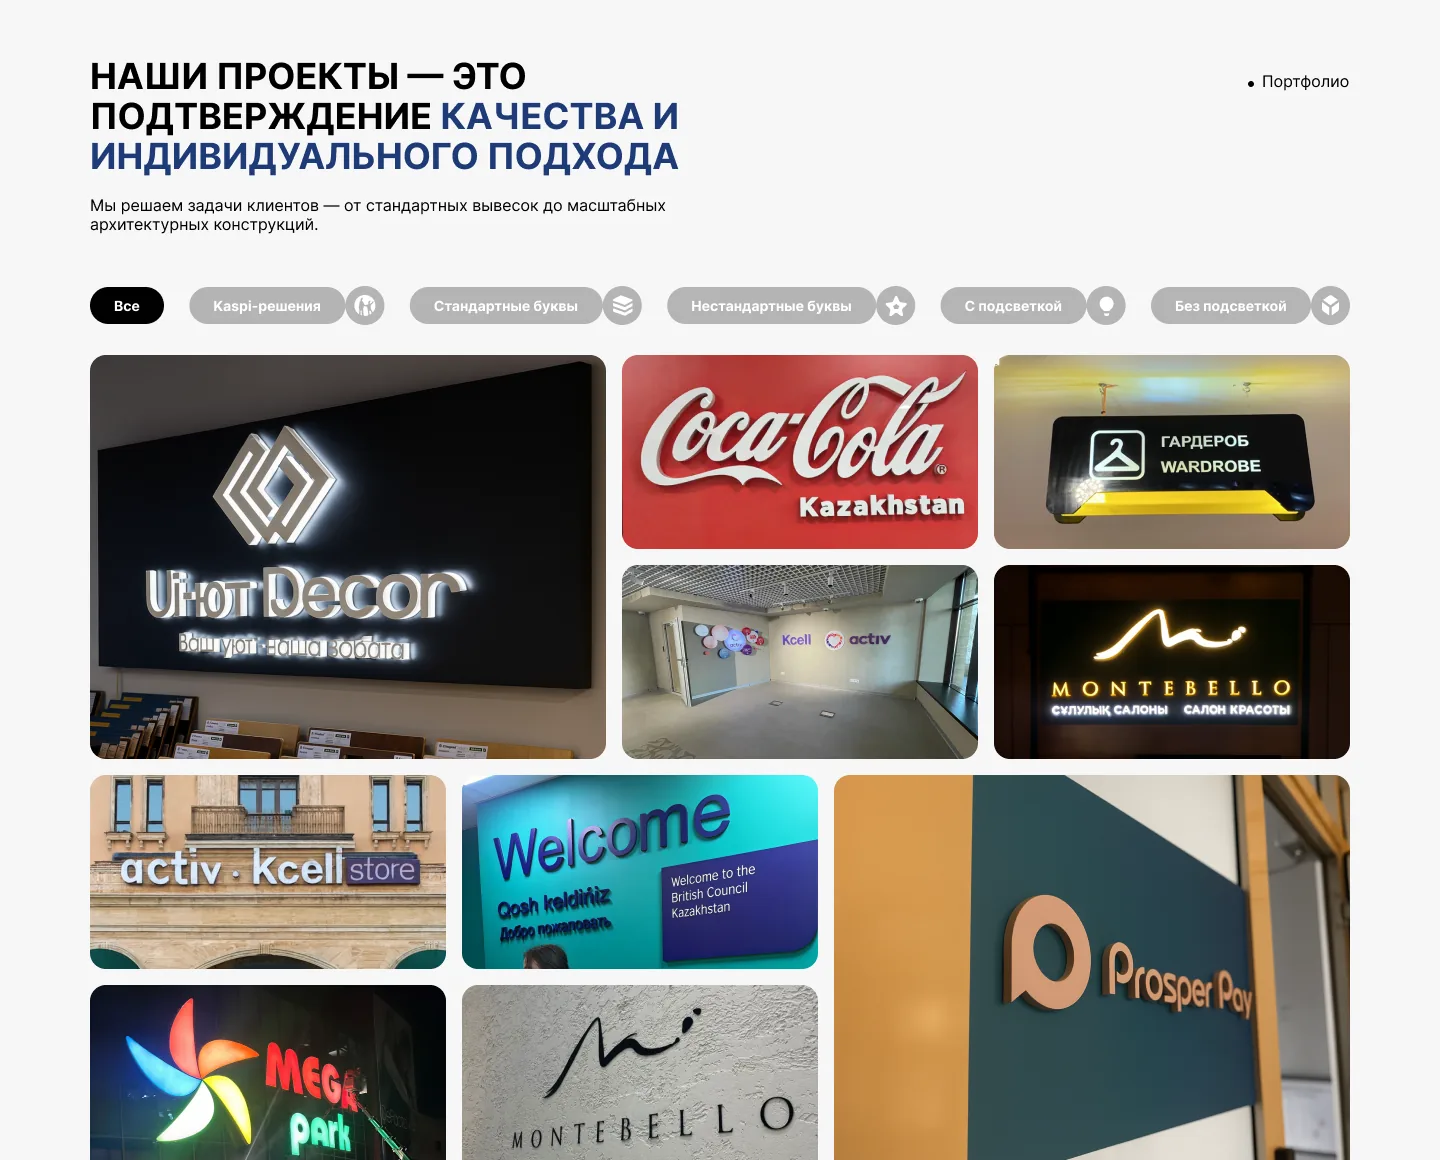 НАШИ ПРОЕКТЫ — ЭТО
ПОДТВЕРЖДЕНИЕ КАЧЕСТВА И
ИНДИВИДУАЛЬНОГО ПОДХОДА
Портфолио
Мы решаем задачи клиентов — от стандартных вывесок до масштабных
архитектурных конструкций.
Все
Kaspi-решения
Стандартные буквы
Нестандартные буквы
С подсветкой
Без подсветкой
Decor
Ваш уют наша
Coca-Cola
Kazakhstan
ГАРДЕРОБ
WARDROBE
Kcell
activ
MONTEBELLO
СҰЛУЛЫҚ САЛОНЫ САЛОН КРАСОТЫ
activ · Kcell store
Welcome
Qosh keldińiz
Добро пожаловать
Welcome to the
British Council
Kazakhstan
Prosper Pay
MEGA
park
MONTEBELLO